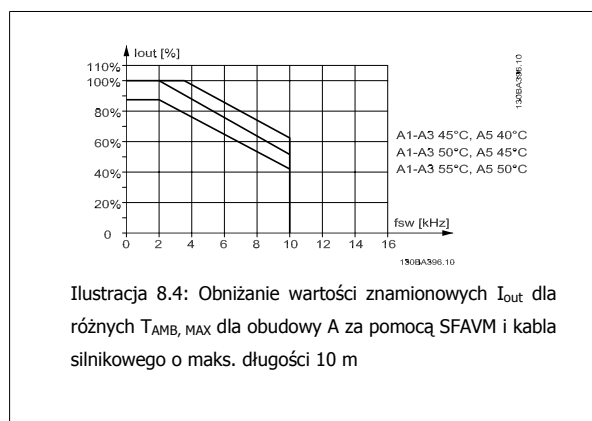 Iout [%]
130BA396.10
110%
100%
80%
60%
40%
20%
0
A1-A3 45°C, A5 40°C
A1-A3 50°C, A5 45°C
A1-A3 55°C, A5 50°C
fsw [kHz]
0 2 4 6 8 10 12 14 16
130BA396.10
Ilustracja 8.4: Obniżanie wartości znamionowych Iout dla
różnych TAMB, MAX dla obudowy A za pomocą SFAVM i kabla
silnikowego o maks. długości 10 m